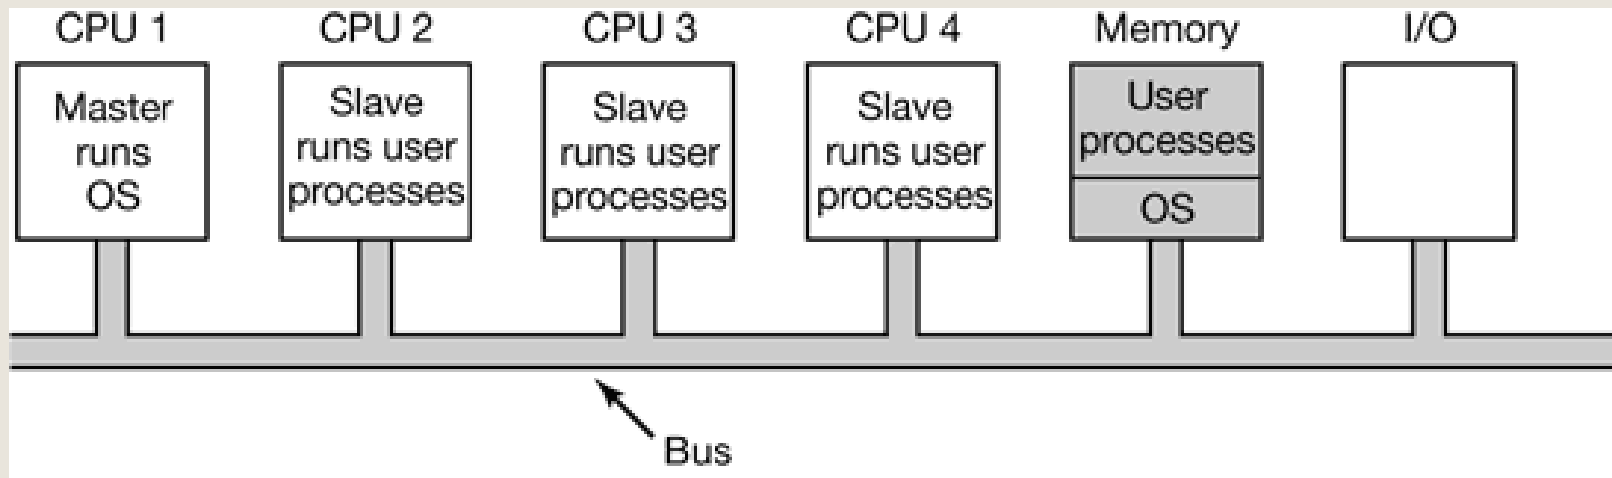 CPU 1
CPU 2
CPU 3
CPU 4
Memory
I/O
Master
runs
OS
Slave
runs user
processes
Slave
runs user
processes
Slave
runs user
processes
User
processes
OS
Bus